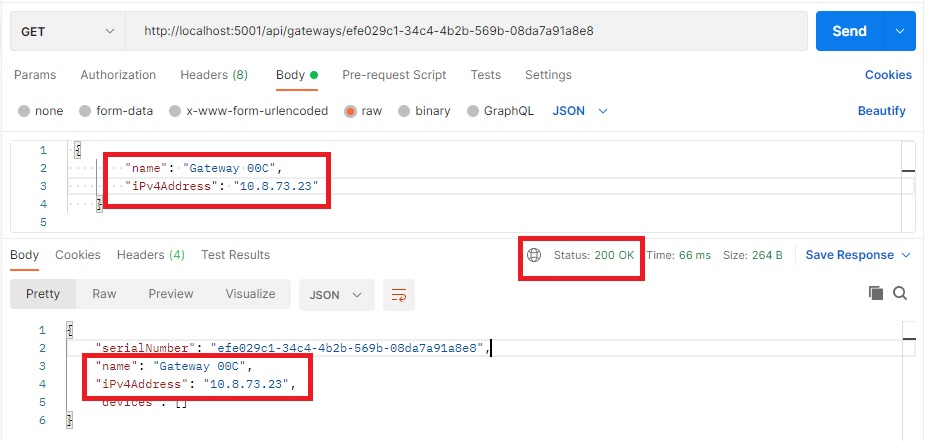 GET http://localhost:5001/api/gateways/efe029c1-34c4-4b2b-569b-08da7a91a8e8 Send
Params Authorization Headers (8) Body Pre-request Script Tests Settings Cookies
none form-data x-www-form-urlencoded raw binary GraphQL JSON Beautify
1 {
2 "name": "Gateway 00C",
3 "iPv4Address": "10.8.73.23"
4 }
5
Body Cookies Headers (4) Test Results Status: 200 OK Time: 66 ms Size: 264 B Save Response
Pretty Raw Preview Visualize JSON
1 {
2 "serialNumber": "efe029c1-34c4-4b2b-569b-08da7a91a8e8",
3 "name": "Gateway 00C",
4 "iPv4Address": "10.8.73.23",
5 "devices": []
6 }